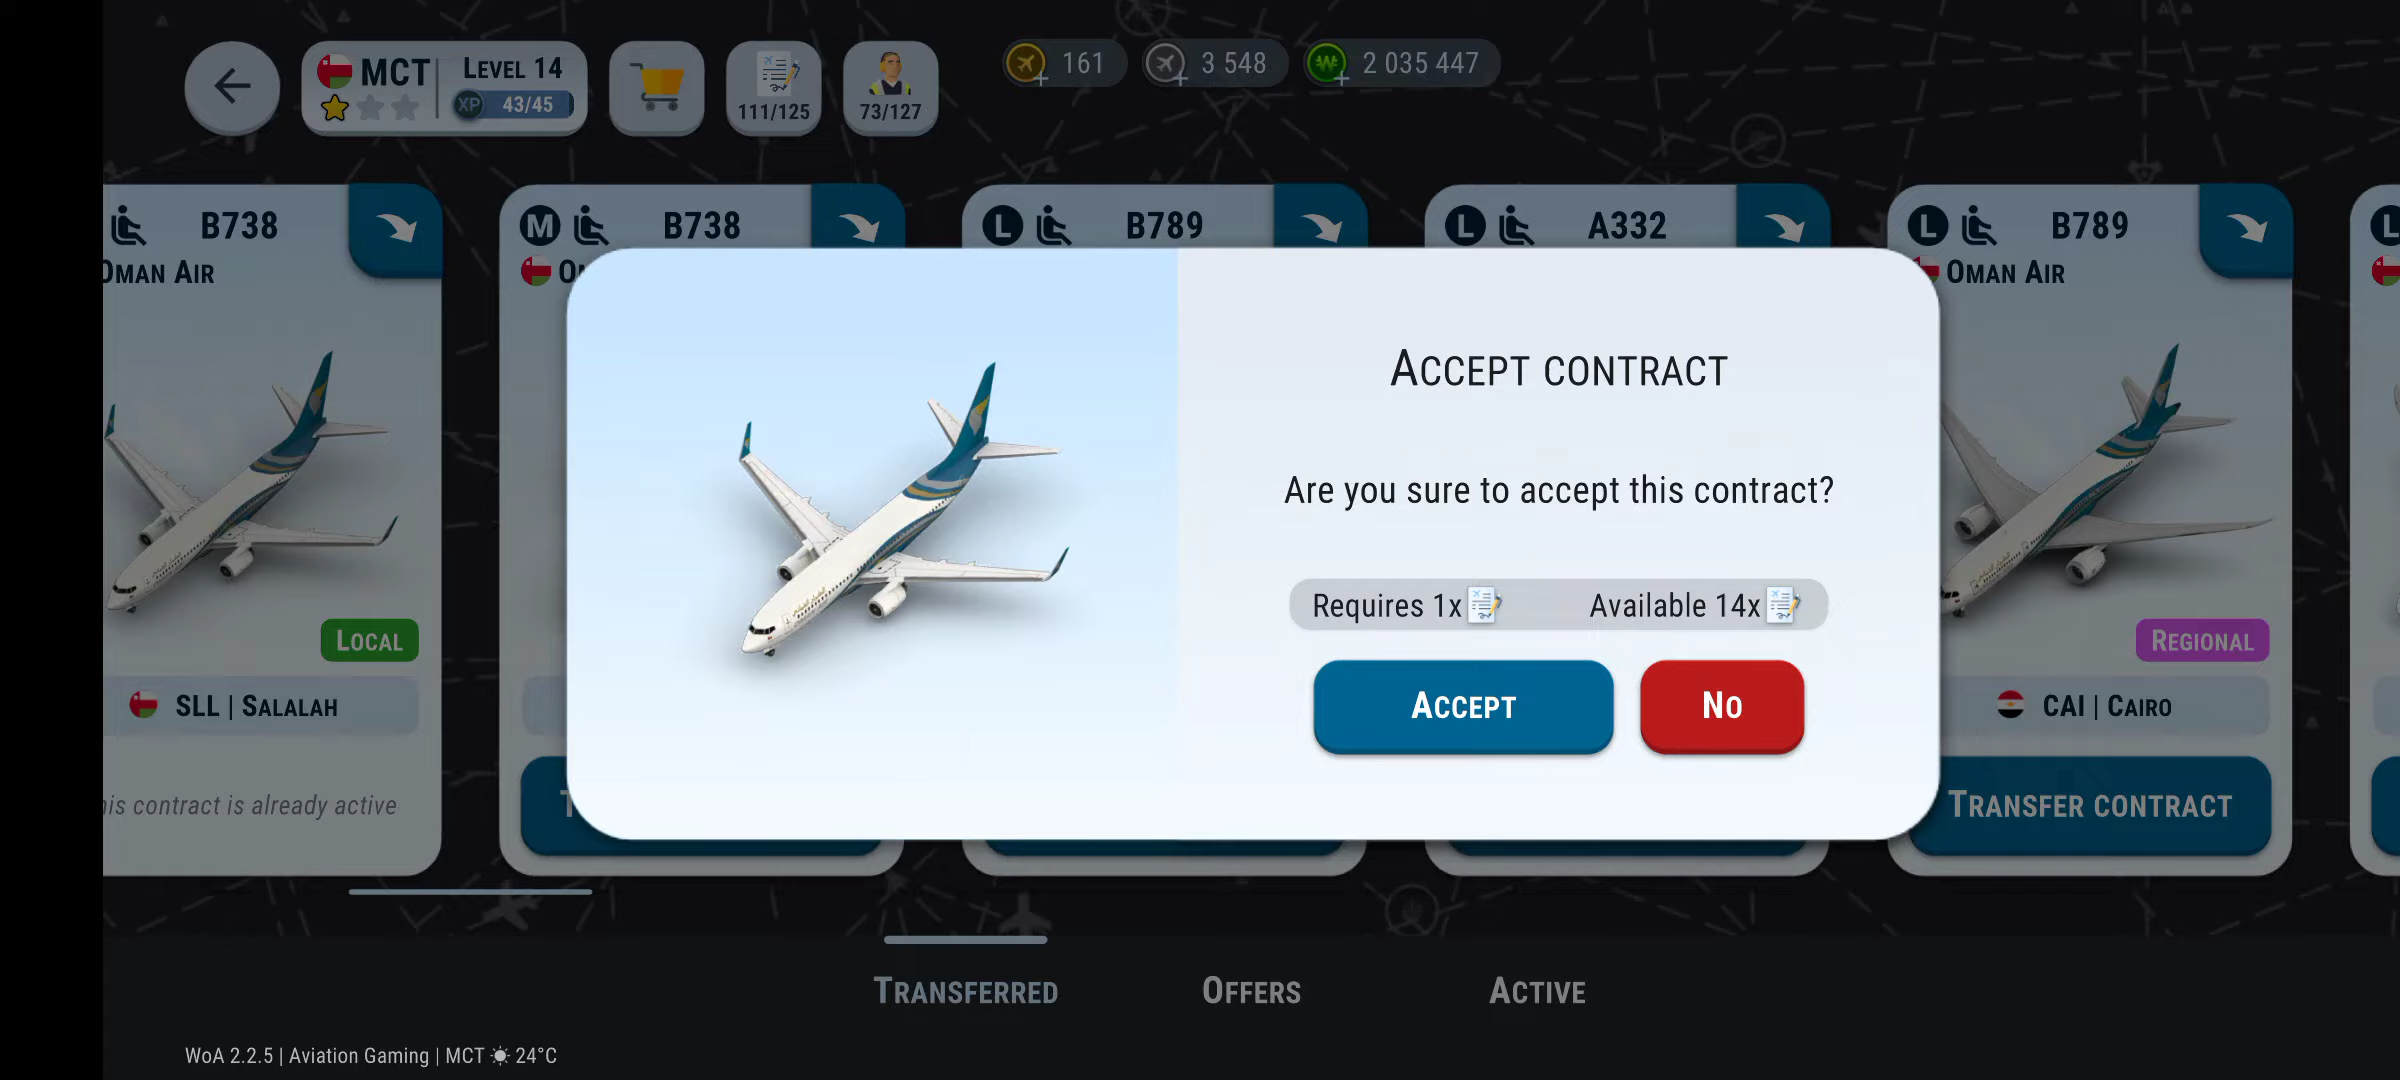 MCT
LEVEL 14
XP 43/45
111/125
73/127
161
3 548
2 035 447
B738
OMAN AIR
LOCAL
SLL | SALALAH
his contract is already active
M B738
L B789
L A332
L B789
OMAN AIR
REGIONAL
CAI | CAIRO
TRANSFER CONTRACT
ACCEPT CONTRACT
Are you sure to accept this contract?
Requires 1x
Available 14x
ACCEPT
NO
TRANSFERRED
OFFERS
ACTIVE
WoA 2.2.5 | Aviation Gaming | MCT 24°C